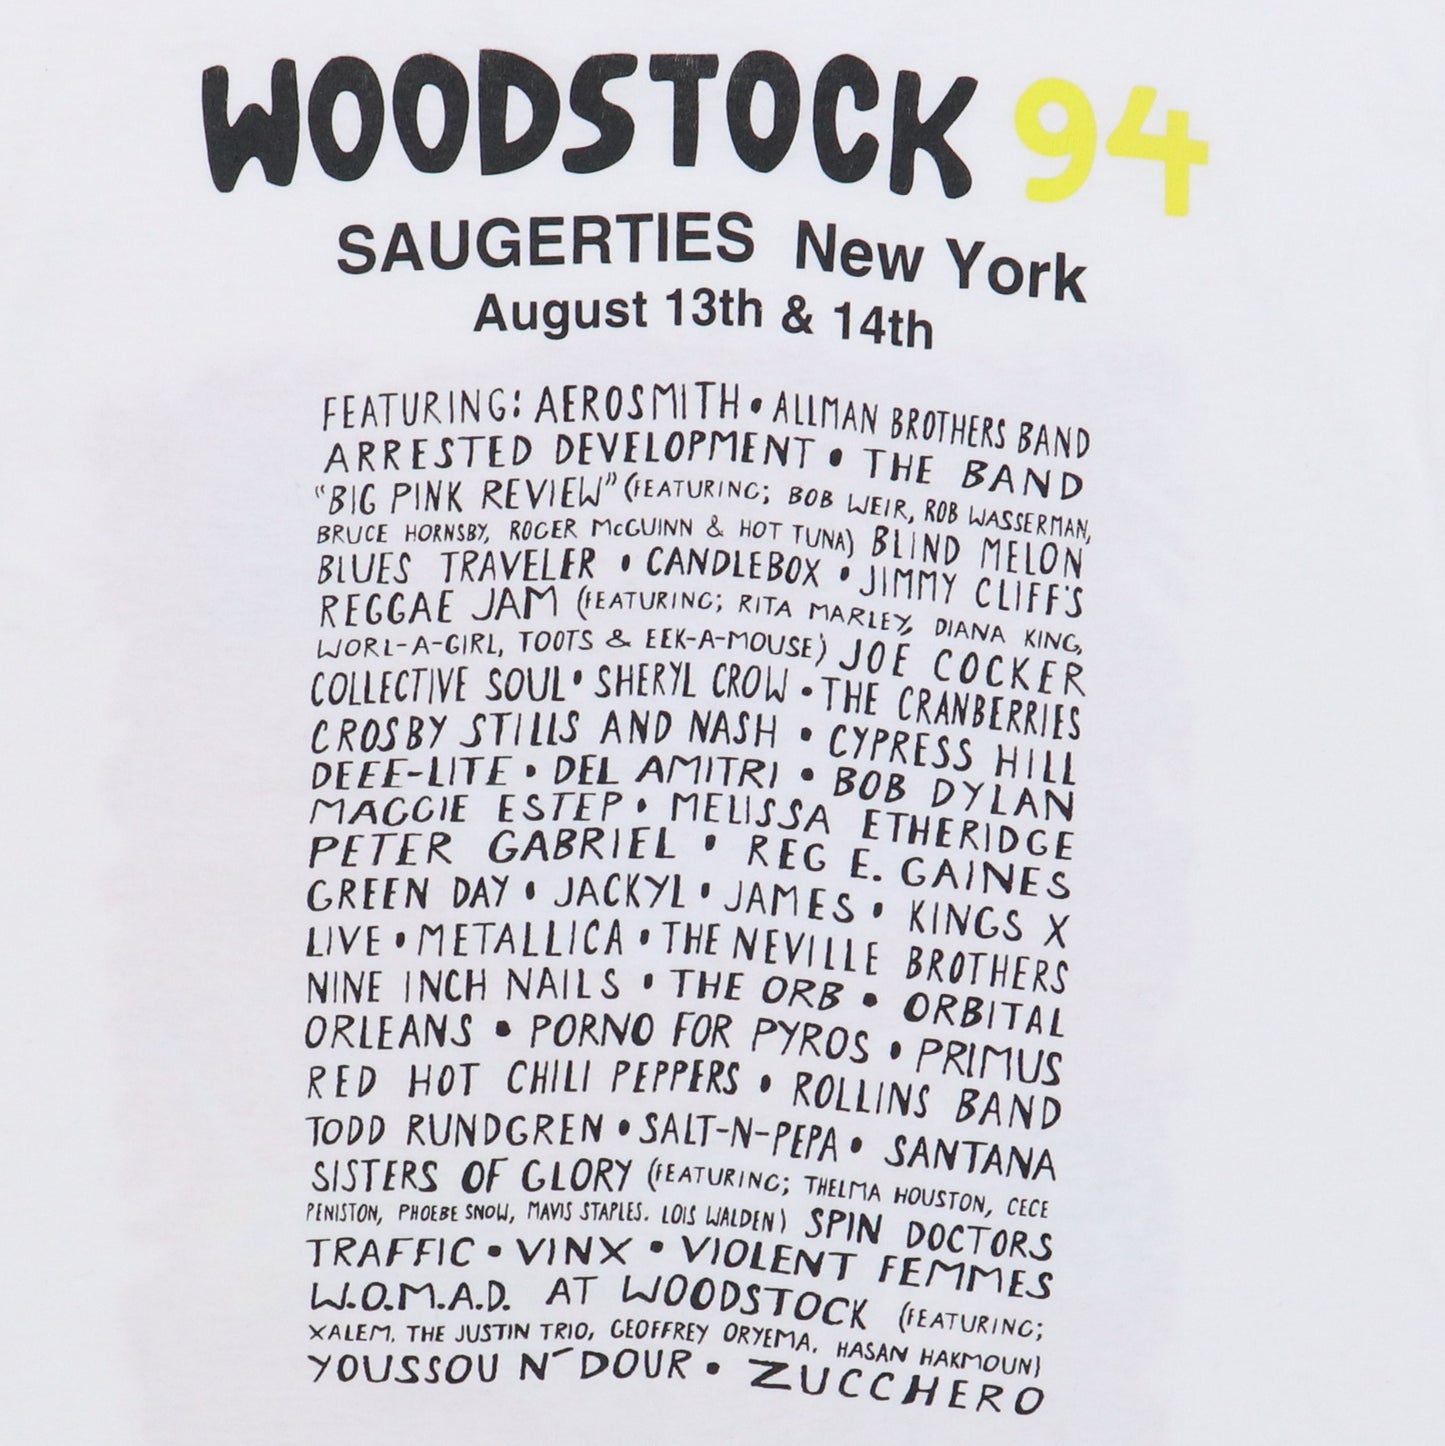 WOODSTOCK 94
SAUGERTIES New York
August 13th & 14th
FEATURING: AEROSMITH • ALLMAN BROTHERS BAND
ARRESTED DEVELOPMENT • THE BAND
"BIG PINK REVIEW" (FEATURING; BOB WEIR, ROB WASSERMAN,
BRUCE HORNSBY, ROGER McGUINN & HOT TUNA) BLIND MELON
BLUES TRAVELER • CANDLEBOX • JIMMY CLIFF'S
REGGAE JAM (FEATURING; RITA MARLEY, DIANA KING,
WORL-A-GIRL, TOOTS & EEK-A-MOUSE) JOE COCKER
COLLECTIVE SOUL • SHERYL CROW • THE CRANBERRIES
CROSBY STILLS AND NASH • CYPRESS HILL
DEEE-LITE • DEL AMITRI • BOB DYLAN
MAGGIE ESTEP • MELISSA ETHERIDGE
PETER GABRIEL • REG E. GAINES
GREEN DAY • JACKYL • JAMES • KINGS X
LIVE • METALLICA • THE NEVILLE BROTHERS
NINE INCH NAILS • THE ORB • ORBITAL
ORLEANS • PORNO FOR PYROS • PRIMUS
RED HOT CHILI PEPPERS • ROLLINS BAND
TODD RUNDGREN • SALT-N-PEPA • SANTANA
SISTERS OF GLORY (FEATURING; THELMA HOUSTON, CECE
PENISTON, PHOEBE SNOW, MAVIS STAPLES. LOIS WALDEN) SPIN DOCTORS
TRAFFIC • VINX • VIOLENT FEMMES
W.O.M.A.D. AT WOODSTOCK (FEATURING;
XALEM, THE JUSTIN TRIO, GEOFFREY ORYEMA, HASAN HAKMOUN)
YOUSSOU N´DOUR • ZUCCHERO